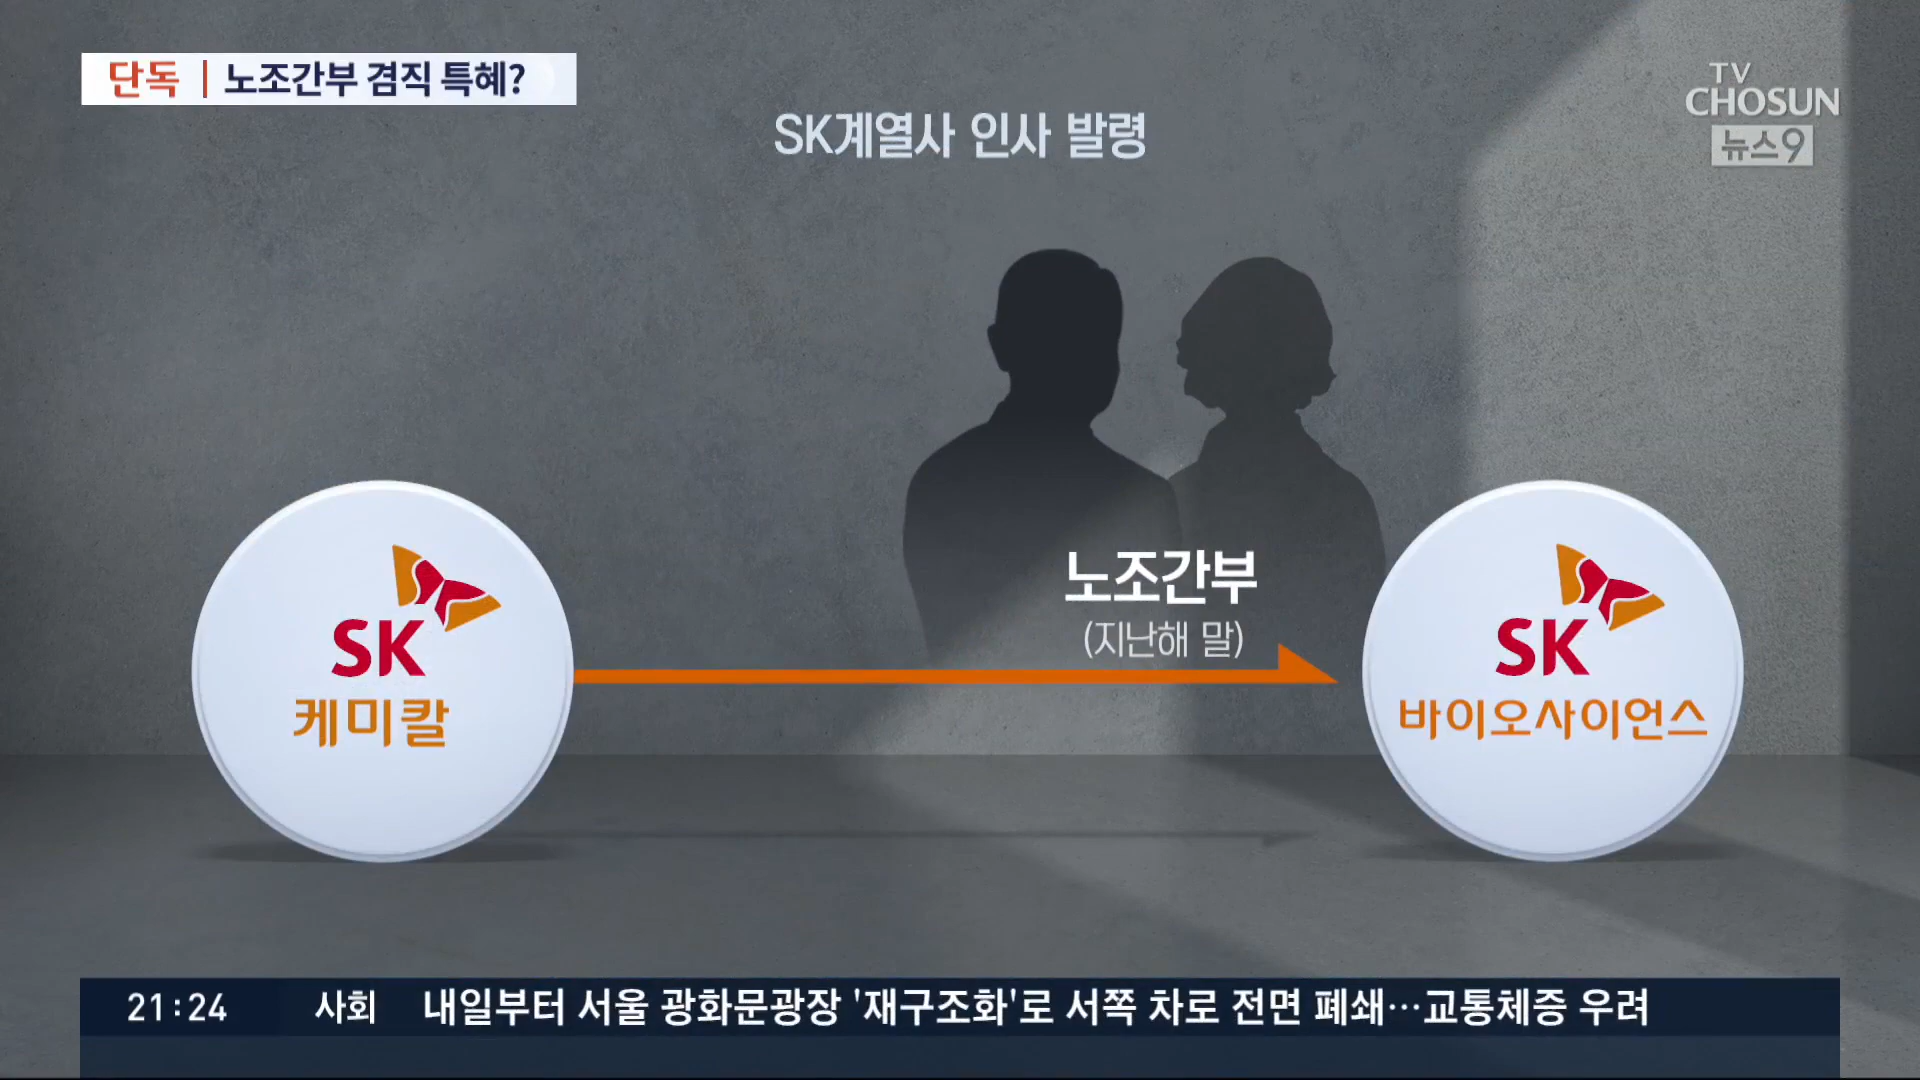 단독 | 노조간부 겸직 특혜?
TV
CHOSUN
뉴스9
SK계열사 인사 발령
노조간부
(지난해 말)
SK
케미칼
SK
바이오사이언스
21:24 사회 내일부터 서울 광화문광장 '재구조화'로 서쪽 차로 전면 폐쇄…교통체증 우려